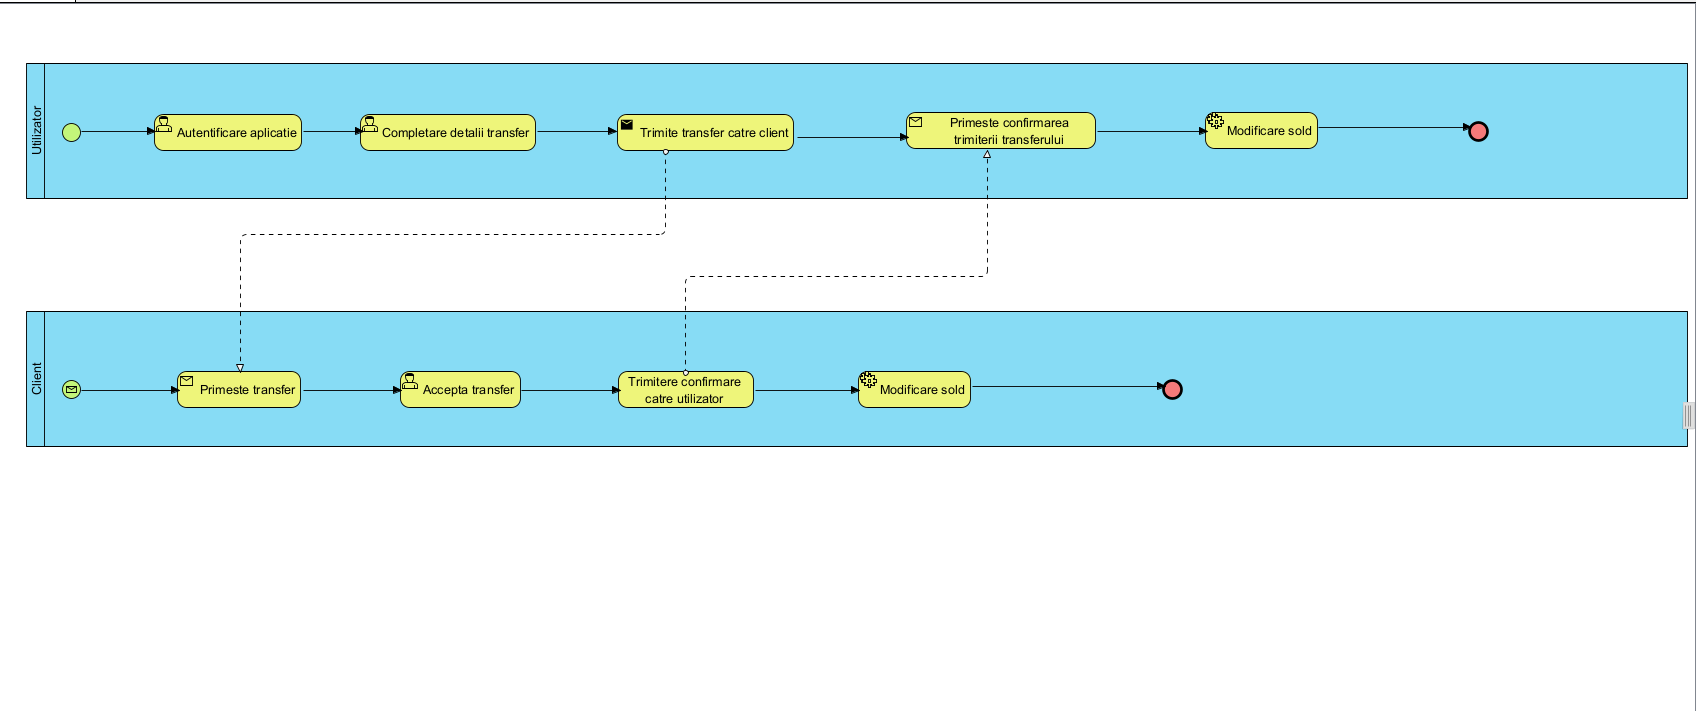 Utilizator
Autentificare aplicatie
Completare detalii transfer
Trimite transfer catre client
Primeste confirmarea
trimiterii transferului
Modificare sold
Client
Primeste transfer
Accepta transfer
Trimitere confirmare
catre utilizator
Modificare sold